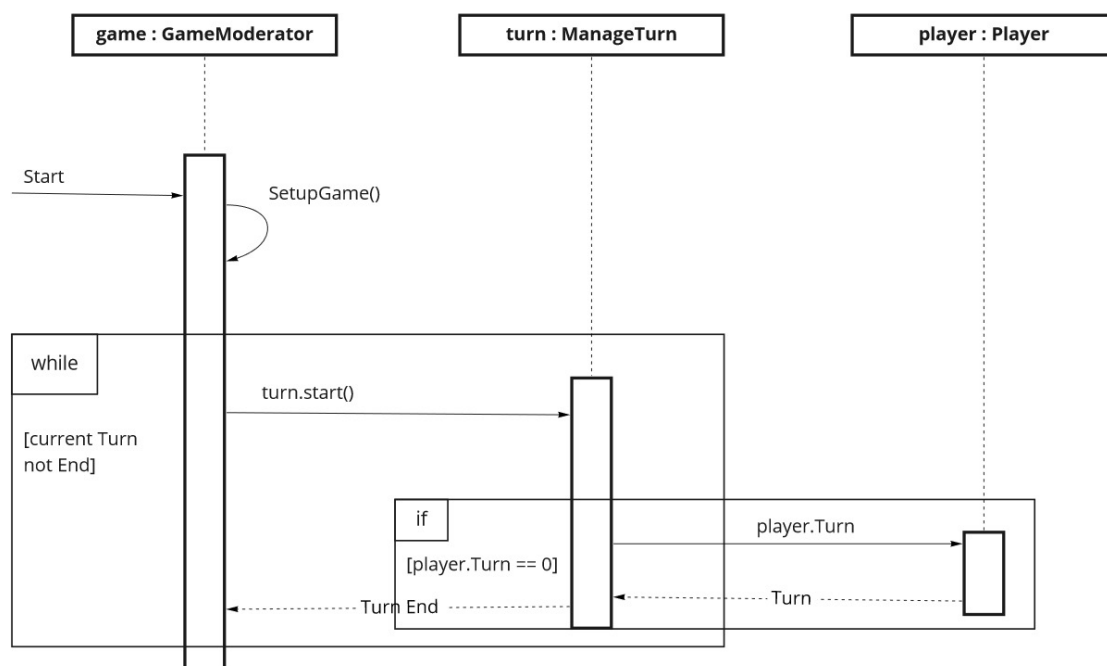 game : GameModerator
turn : ManageTurn
player : Player
Start
SetupGame()
while
turn.start()
[current Turn
not End]
if
player.Turn
[player.Turn == 0]
Turn
Turn End